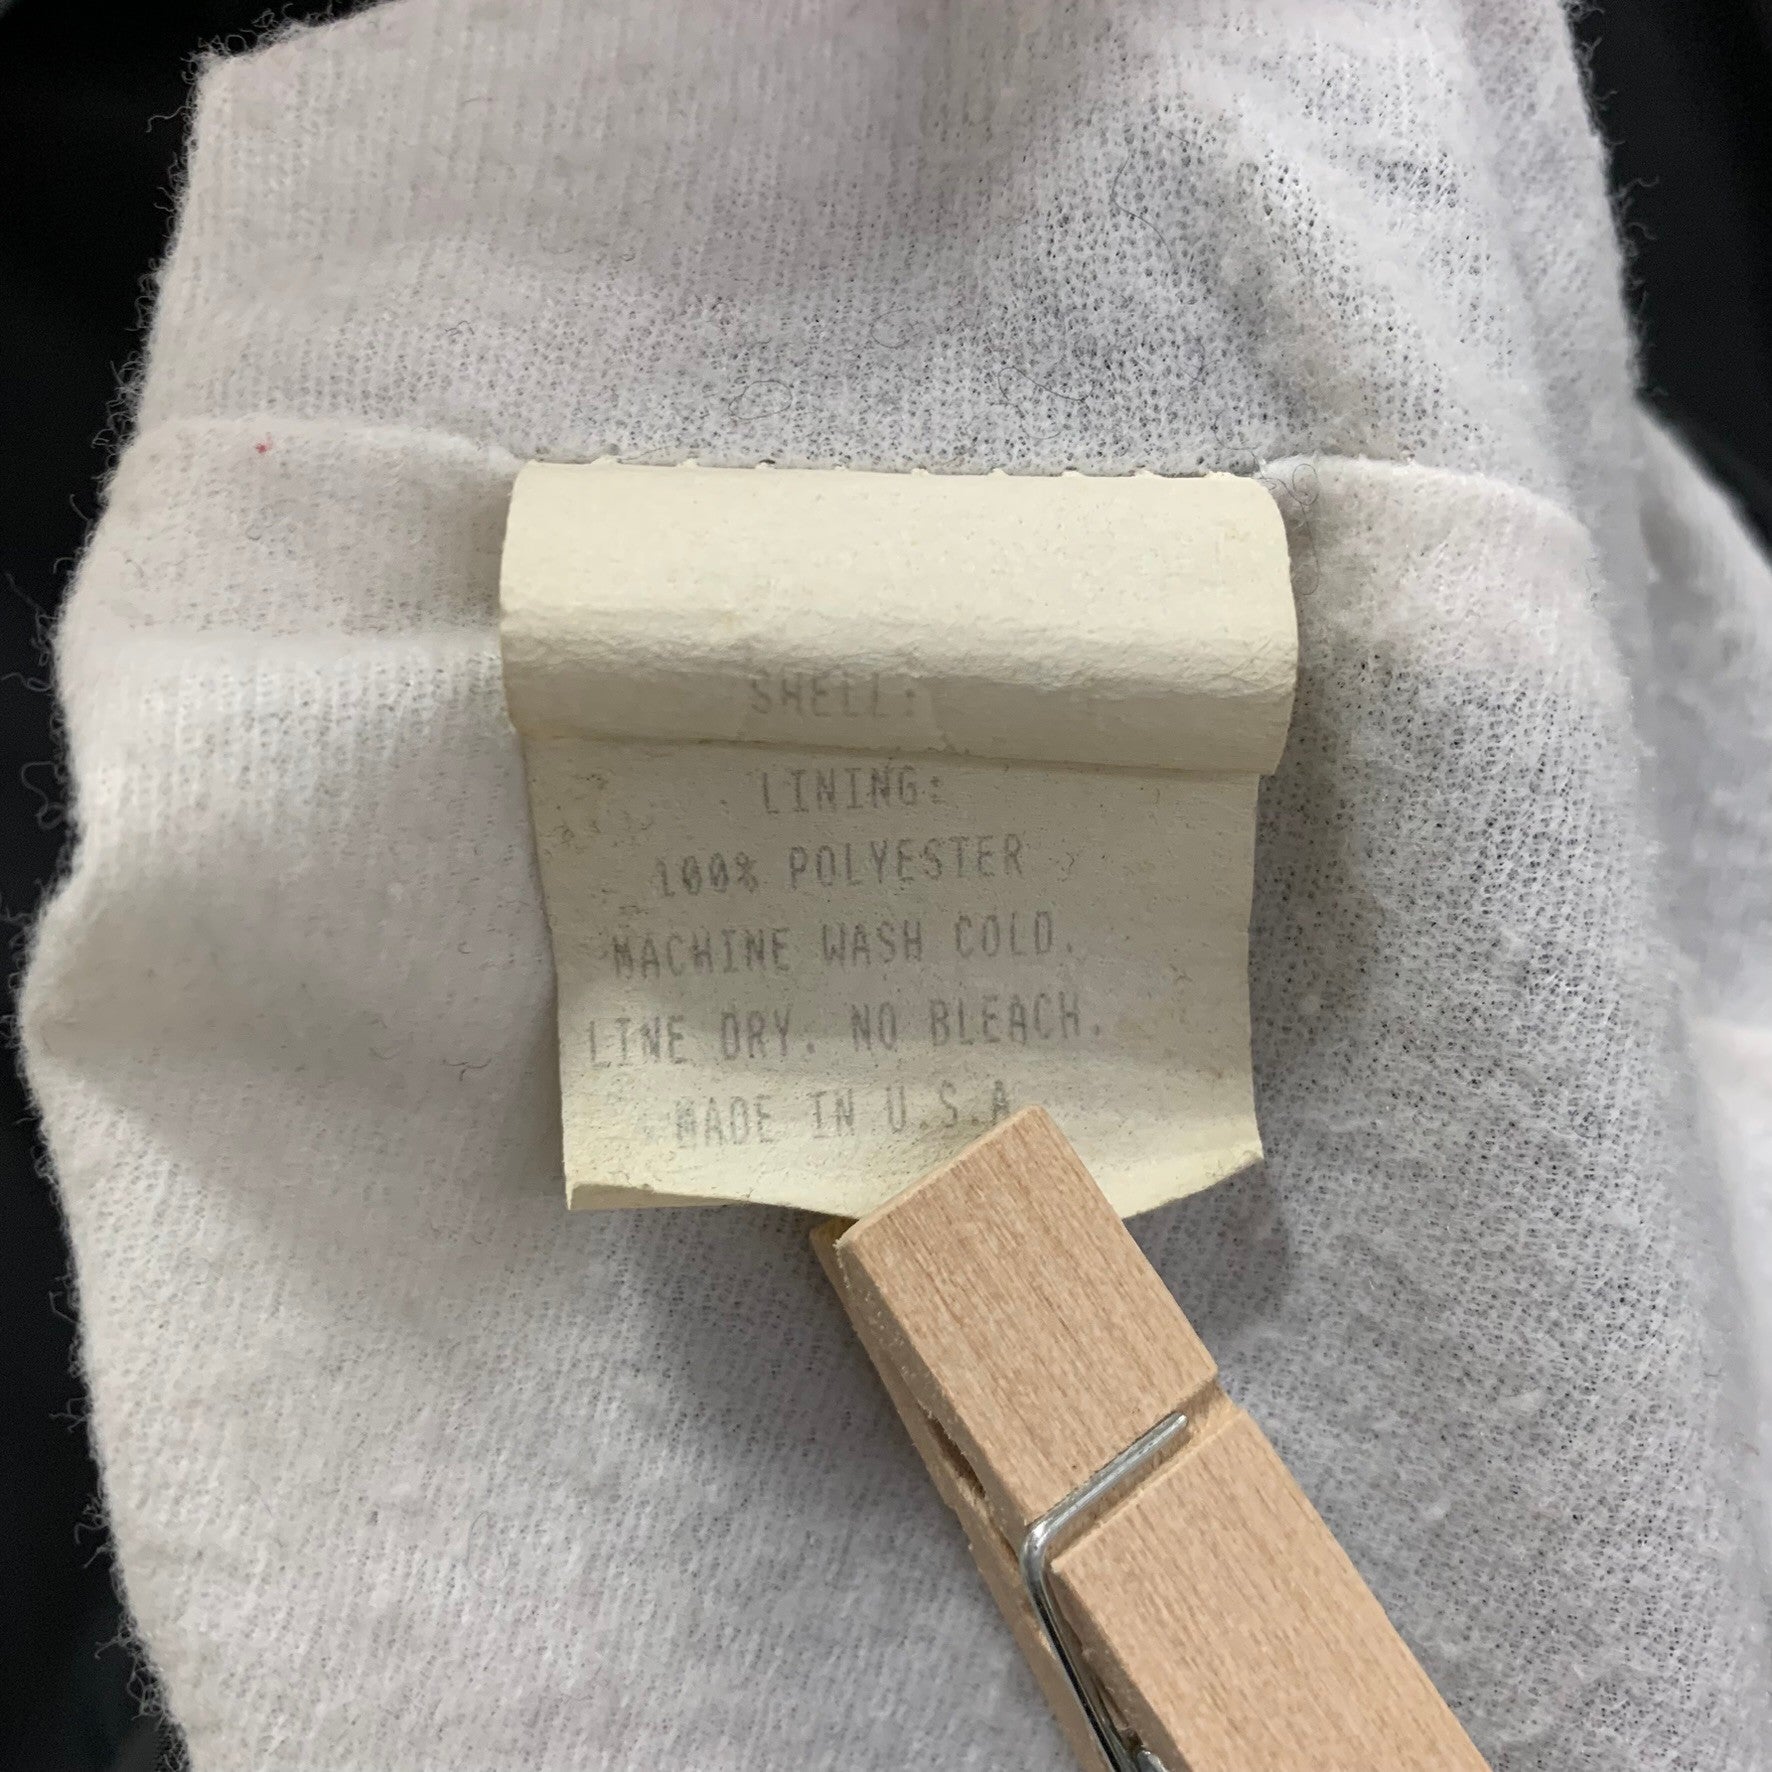 SHELL:
LINING:
100% POLYESTER
MACHINE WASH COLD.
LINE DRY. NO BLEACH.
MADE IN U.S.A